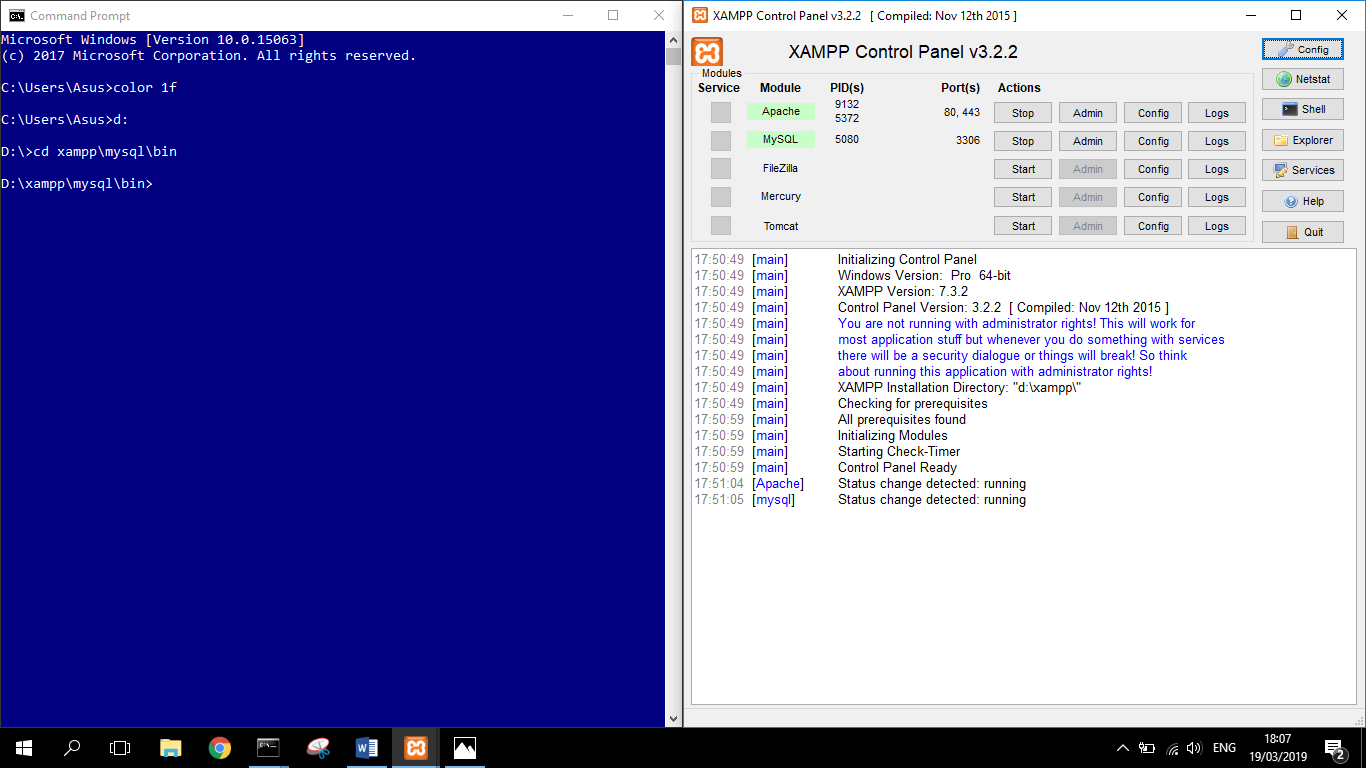 Command Prompt
Microsoft Windows [Version 10.0.15063]
(c) 2017 Microsoft Corporation. All rights reserved.
C:\Users\Asus>color 1f
C:\Users\Asus>d:
D:\>cd xampp\mysql\bin
D:\xampp\mysql\bin>
XAMPP Control Panel v3.2.2 [ Compiled: Nov 12th 2015 ]
XAMPP Control Panel v3.2.2
Config
Netstat
Shell
Explorer
Services
Help
Quit
Modules
Service Module PID(s) Port(s) Actions
Apache 9132 5372 80, 443 Stop Admin Config Logs
MySQL 5080 3306 Stop Admin Config Logs
FileZilla Start Admin Config Logs
Mercury Start Admin Config Logs
Tomcat Start Admin Config Logs
17:50:49 [main] Initializing Control Panel
17:50:49 [main] Windows Version: Pro 64-bit
17:50:49 [main] XAMPP Version: 7.3.2
17:50:49 [main] Control Panel Version: 3.2.2 [ Compiled: Nov 12th 2015 ]
17:50:49 [main] You are not running with administrator rights! This will work for
17:50:49 [main] most application stuff but whenever you do something with services
17:50:49 [main] there will be a security dialogue or things will break! So think
17:50:49 [main] about running this application with administrator rights!
17:50:49 [main] XAMPP Installation Directory: "d:\xampp\"
17:50:49 [main] Checking for prerequisites
17:50:59 [main] All prerequisites found
17:50:59 [main] Initializing Modules
17:50:59 [main] Starting Check-Timer
17:50:59 [main] Control Panel Ready
17:51:04 [Apache] Status change detected: running
17:51:05 [mysql] Status change detected: running
ENG
18:07
19/03/2019
2